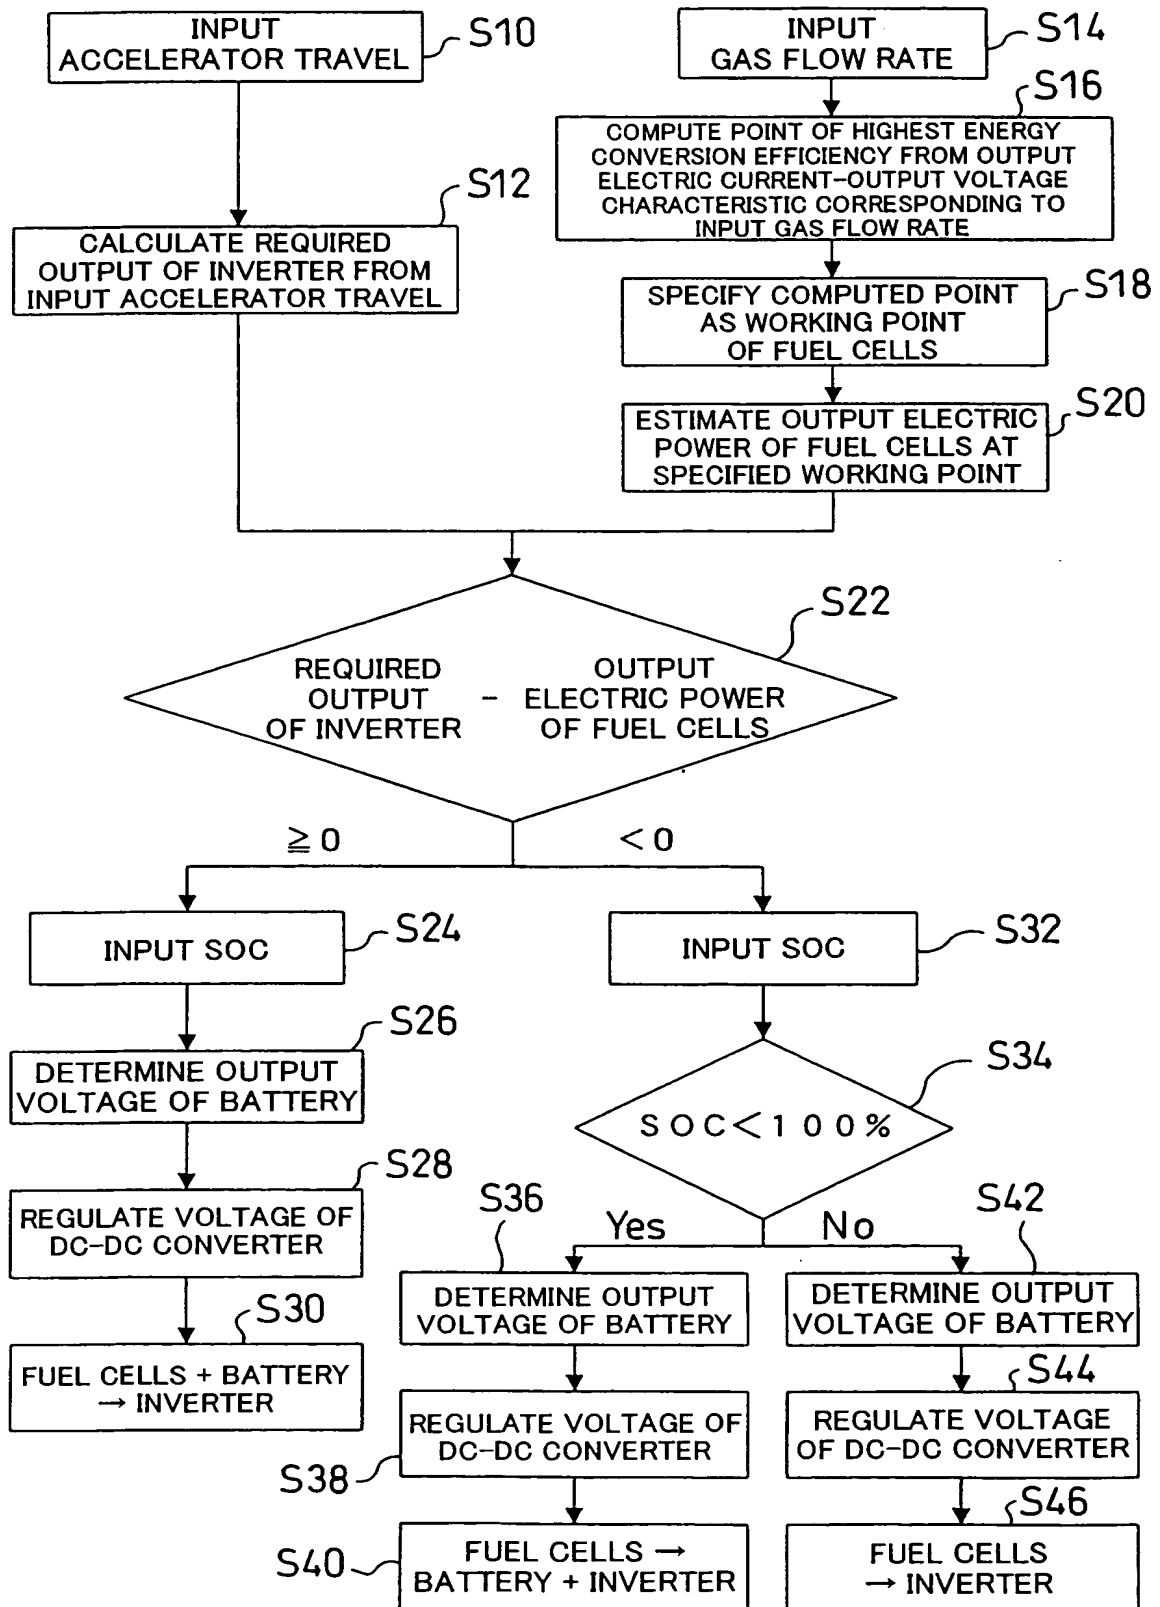 INPUT
ACCELERATOR TRAVEL
S10
INPUT
GAS FLOW RATE
S14
S16
COMPUTE POINT OF HIGHEST ENERGY
CONVERSION EFFICIENCY FROM OUTPUT
ELECTRIC CURRENT-OUTPUT VOLTAGE
CHARACTERISTIC CORRESPONDING TO
INPUT GAS FLOW RATE
S12
CALCULATE REQUIRED
OUTPUT OF INVERTER FROM
INPUT ACCELERATOR TRAVEL
SPECIFY COMPUTED POINT
AS WORKING POINT
OF FUEL CELLS
S18
ESTIMATE OUTPUT ELECTRIC
POWER OF FUEL CELLS AT
SPECIFIED WORKING POINT
S20
S22
REQUIRED
OUTPUT
OF INVERTER
−
OUTPUT
ELECTRIC POWER
OF FUEL CELLS
≧0
<0
INPUT SOC
S24
INPUT SOC
S32
S26
DETERMINE OUTPUT
VOLTAGE OF BATTERY
S34
SOC<100%
S28
REGULATE VOLTAGE OF
DC-DC CONVERTER
S36
Yes
No
S42
DETERMINE OUTPUT
VOLTAGE OF BATTERY
DETERMINE OUTPUT
VOLTAGE OF BATTERY
S30
FUEL CELLS + BATTERY
→ INVERTER
S44
REGULATE VOLTAGE OF
DC-DC CONVERTER
S38
REGULATE VOLTAGE
OF DC-DC CONVERTER
S46
S40
FUEL CELLS →
BATTERY + INVERTER
FUEL CELLS
→ INVERTER